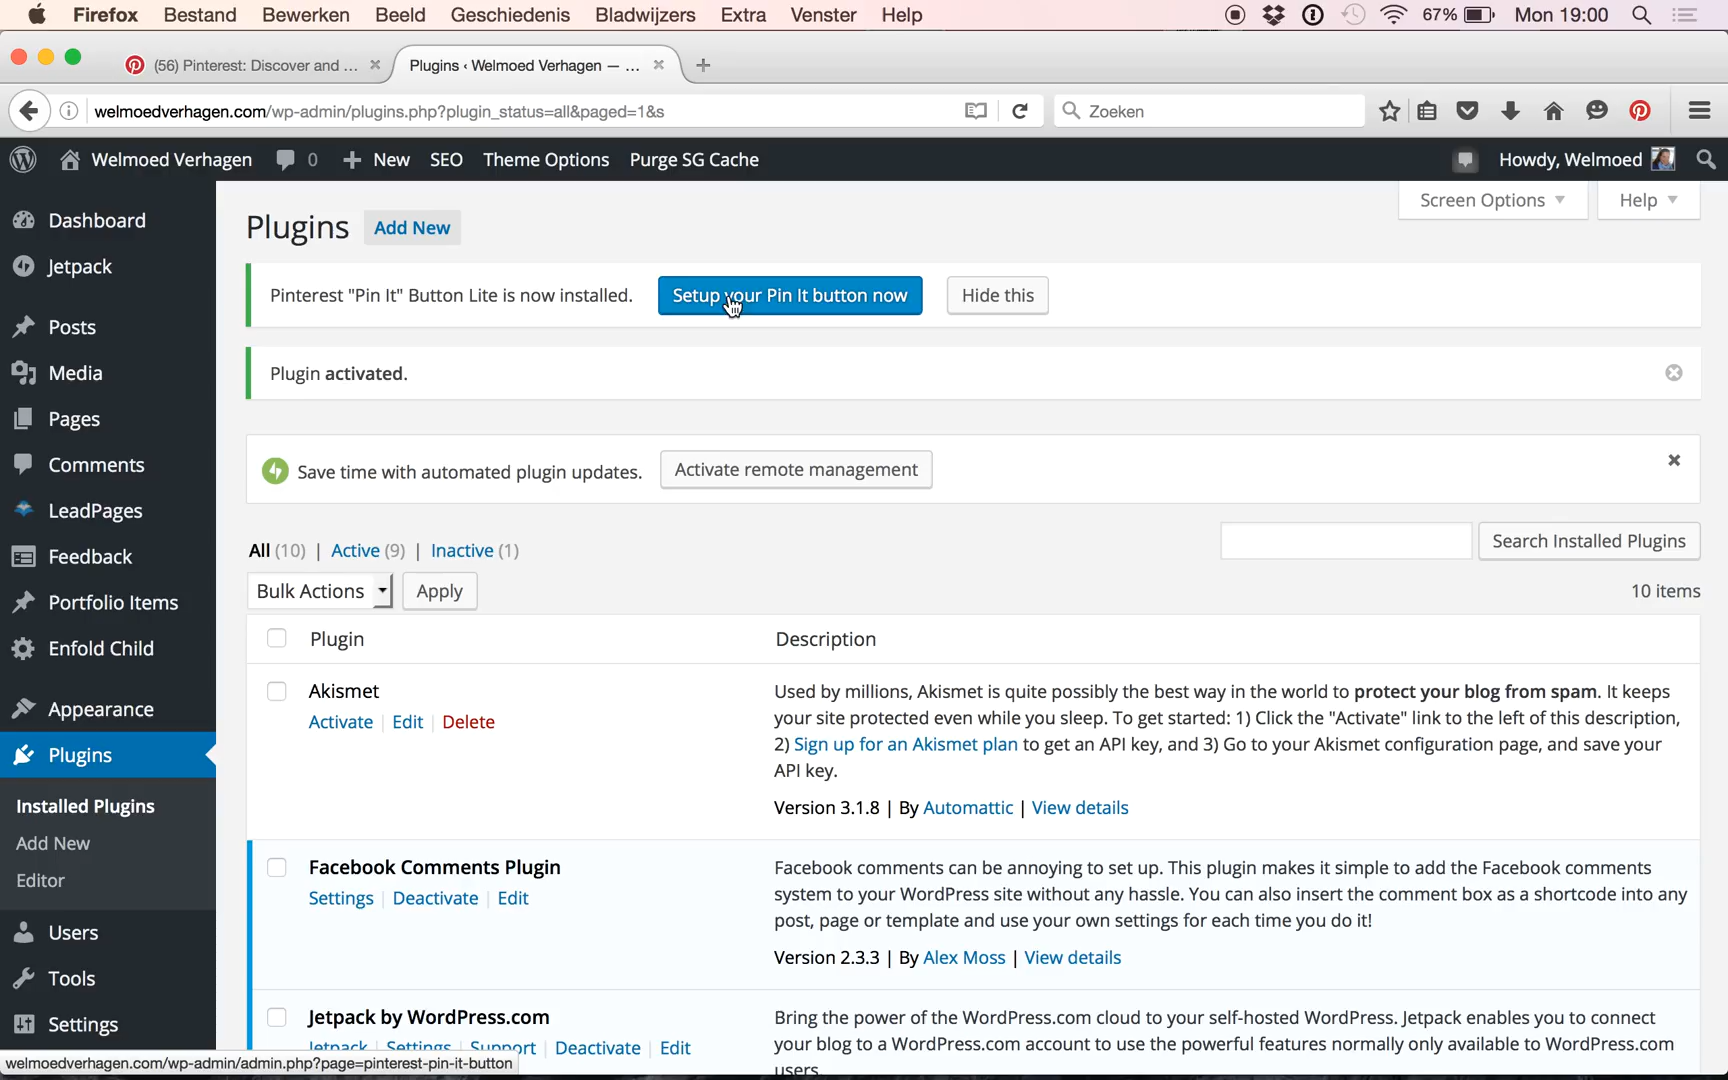 Firefox Bestand Bewerken Beeld Geschiedenis Bladwijzers Extra Venster Help 67% Mon 19:00
(56) Pinterest: Discover and ... Plugins ‹ Welmoed Verhagen — ...
welmoedverhagen.com/wp-admin/plugins.php?plugin_status=all&paged=1&s Zoeken
Welmoed Verhagen 0 New SEO Theme Options Purge SG Cache Howdy, Welmoed
Screen Options Help
Dashboard
Jetpack
Posts
Media
Pages
Comments
LeadPages
Feedback
Portfolio Items
Enfold Child
Appearance
Plugins
Installed Plugins
Add New
Editor
Users
Tools
Settings
Plugins Add New
Pinterest "Pin It" Button Lite is now installed. Setup your Pin It button now Hide this
Plugin activated.
Save time with automated plugin updates. Activate remote management
All (10) | Active (9) | Inactive (1)
Search Installed Plugins
Bulk Actions Apply
10 items
Plugin Description
Akismet
Activate | Edit | Delete
Used by millions, Akismet is quite possibly the best way in the world to protect your blog from spam. It keeps
your site protected even while you sleep. To get started: 1) Click the "Activate" link to the left of this description,
2) Sign up for an Akismet plan to get an API key, and 3) Go to your Akismet configuration page, and save your
API key.
Version 3.1.8 | By Automattic | View details
Facebook Comments Plugin
Settings | Deactivate | Edit
Facebook comments can be annoying to set up. This plugin makes it simple to add the Facebook comments
system to your WordPress site without any hassle. You can also insert the comment box as a shortcode into any
post, page or template and use your own settings for each time you do it!
Version 2.3.3 | By Alex Moss | View details
Jetpack by WordPress.com
Jetpack | Settings | Support | Deactivate | Edit
Bring the power of the WordPress.com cloud to your self-hosted WordPress. Jetpack enables you to connect
your blog to a WordPress.com account to use the powerful features normally only available to WordPress.com
users.
welmoedverhagen.com/wp-admin/admin.php?page=pinterest-pin-it-button